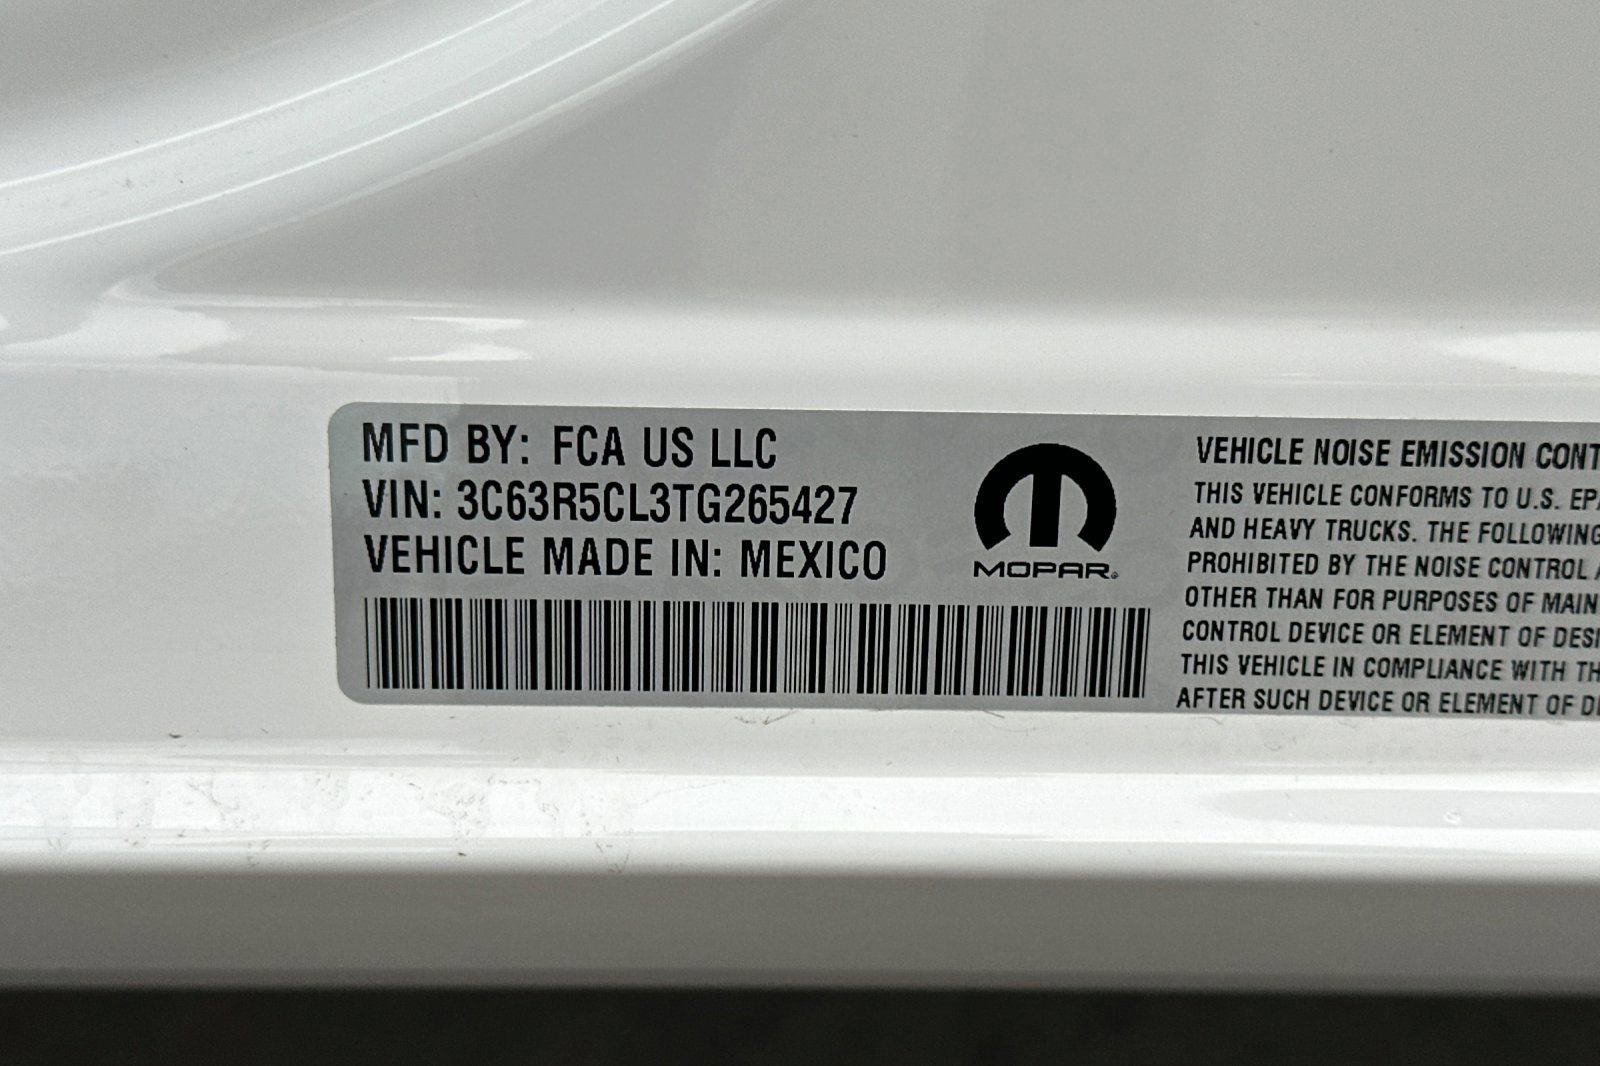 MFD BY: FCA US LLC
VIN: 3C63R5CL3TG265427
VEHICLE MADE IN: MEXICO
MOPAR®
VEHICLE NOISE EMISSION CONT
THIS VEHICLE CONFORMS TO U.S. EPA
AND HEAVY TRUCKS. THE FOLLOWING
PROHIBITED BY THE NOISE CONTROL A
OTHER THAN FOR PURPOSES OF MAIN
CONTROL DEVICE OR ELEMENT OF DESI
THIS VEHICLE IN COMPLIANCE WITH TH
AFTER SUCH DEVICE OR ELEMENT OF DE